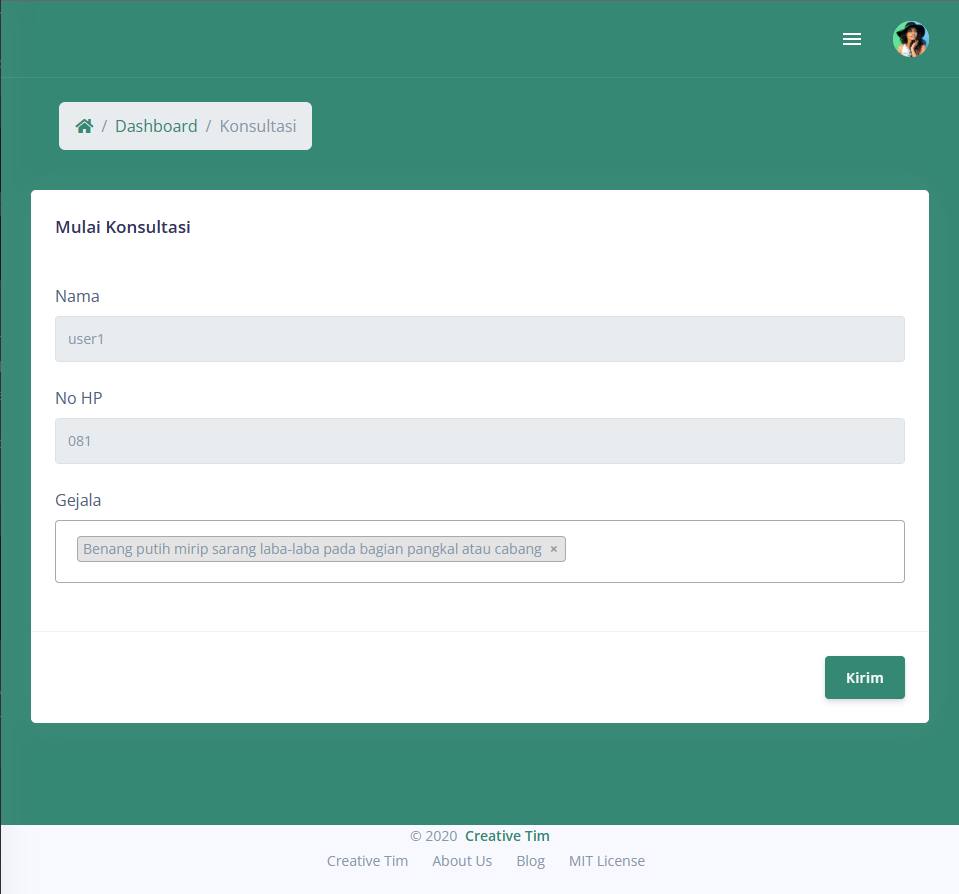 / Dashboard / Konsultasi
Mulai Konsultasi
Nama
user1
No HP
081
Gejala
Benang putih mirip sarang laba-laba pada bagian pangkal atau cabang ×
Kirim
© 2020 Creative Tim
Creative Tim About Us Blog MIT License